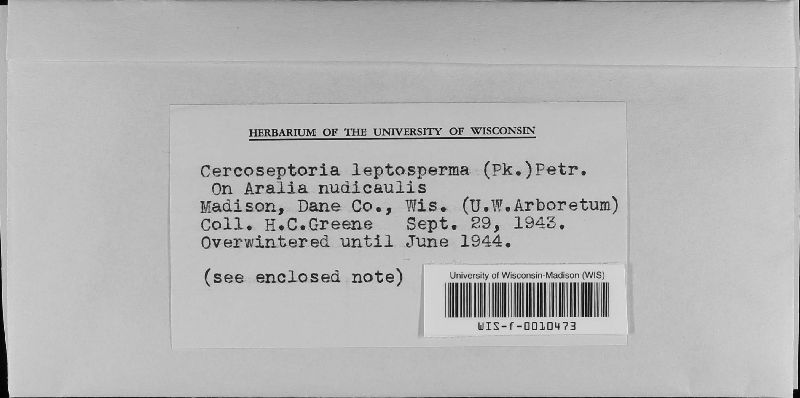 HERBARIUM OF THE UNIVERSITY OF WISCONSIN
Cercoseptoria leptosperma (Pk.)Petr.
On Aralia nudicaulis
Madison, Dane Co., Wis. (U.W.Arboretum)
Coll. H.C.Greene Sept. 29, 1943.
Overwintered until June 1944.
(see enclosed note)
University of Wisconsin-Madison (WIS)
WIS-f-0010473